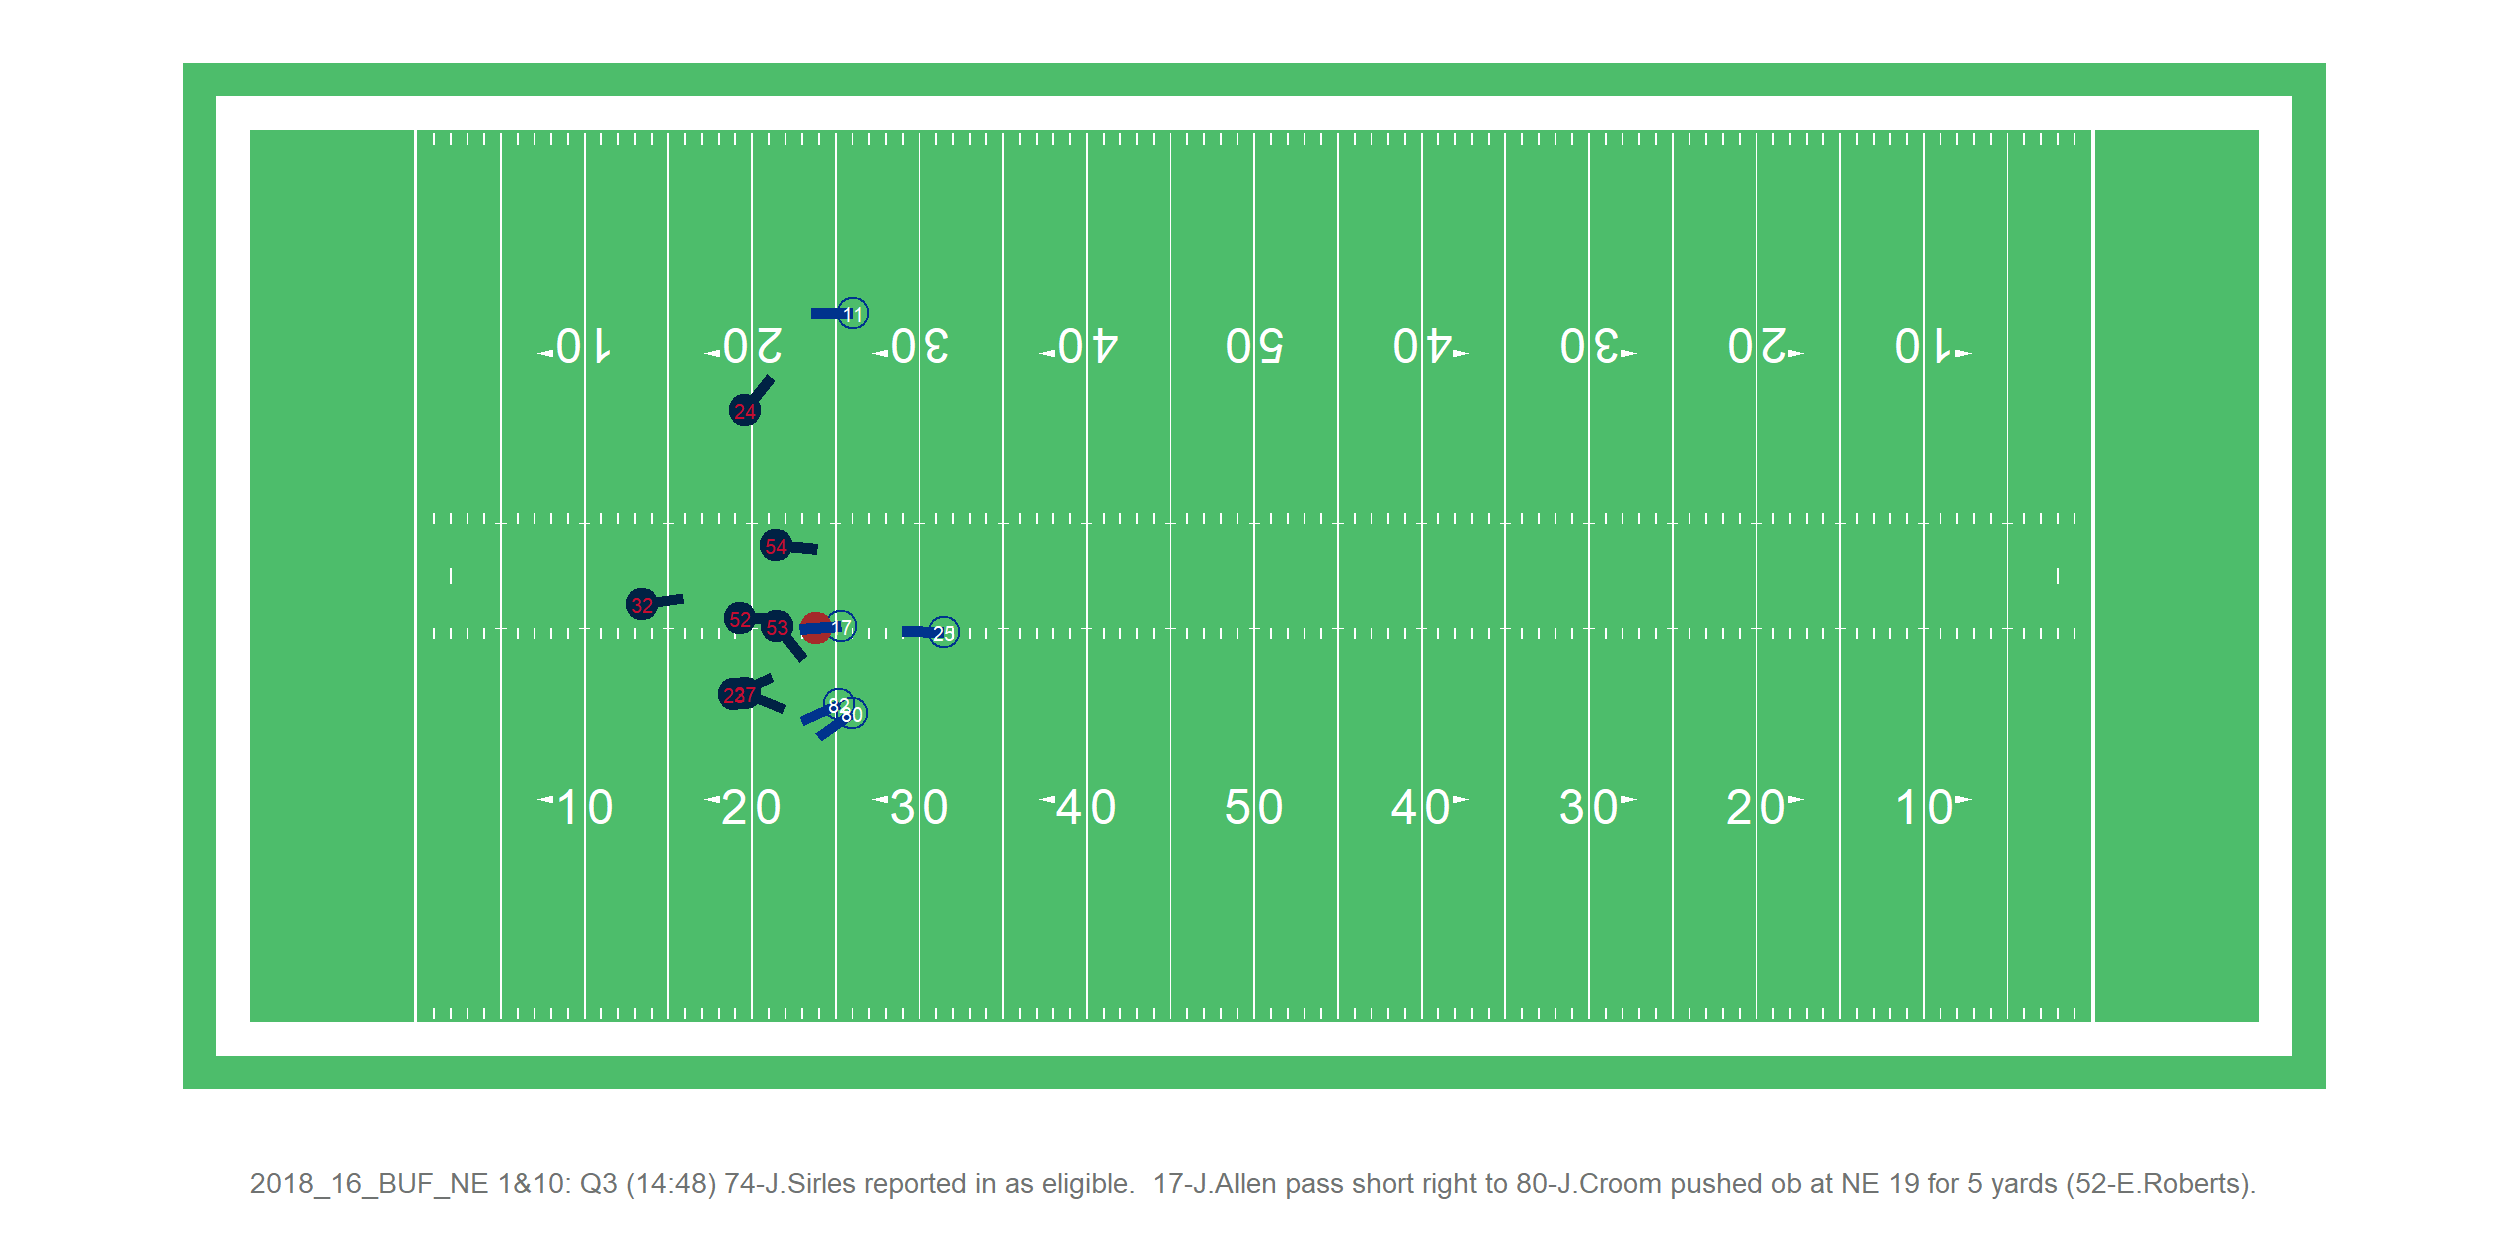 11
10 20 30 40 50 40 30 20 10
24
54
32 52 53 17 25
23 27 82 80
10 20 30 40 50 40 30 20 10
2018_16_BUF_NE 1&10: Q3 (14:48) 74-J.Sirles reported in as eligible.  17-J.Allen pass short right to 80-J.Croom pushed ob at NE 19 for 5 yards (52-E.Roberts).